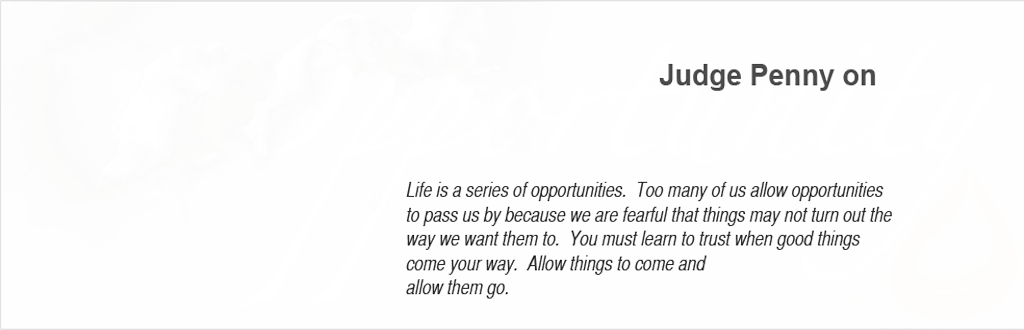 Judge Penny on
Opportunity
Life is a series of opportunities. Too many of us allow opportunities
to pass us by because we are fearful that things may not turn out the
way we want them to. You must learn to trust when good things
come your way. Allow things to come and
allow them go.